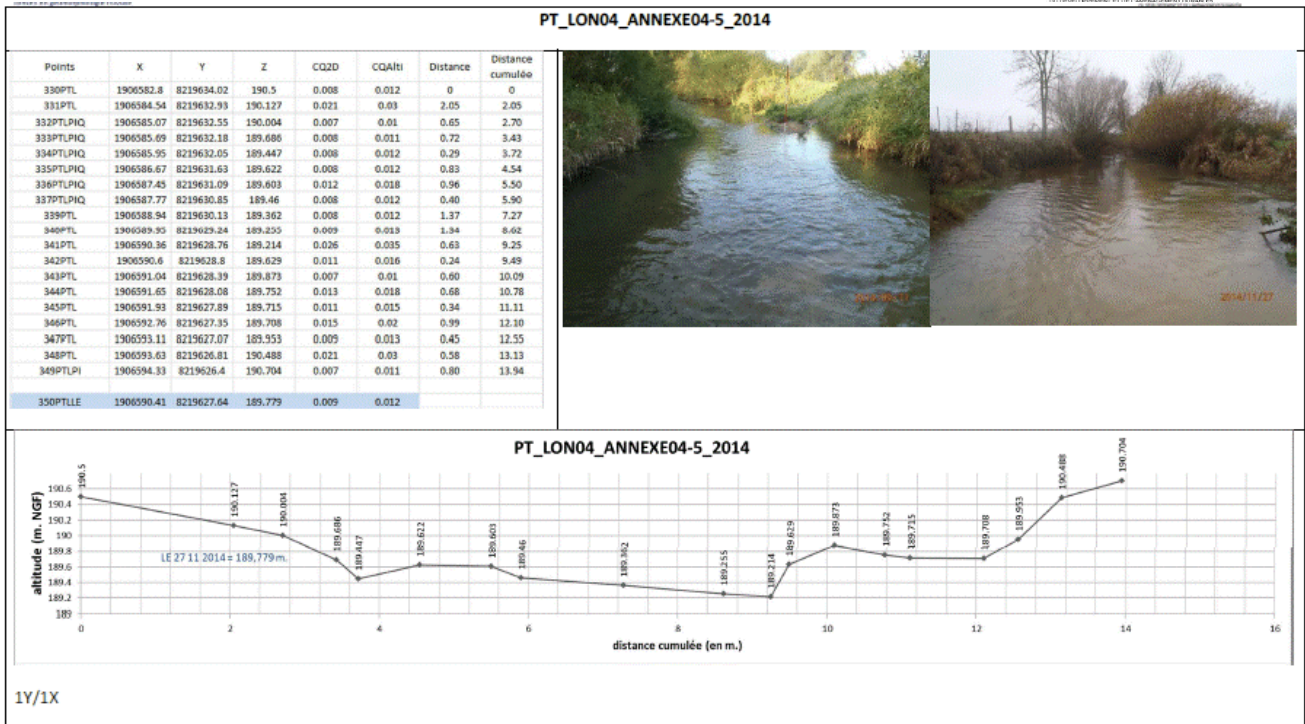 PT_LON04_ANNEXE04-5_2014
Points X Y Z CQ2D CQAlti Distance Distance cumulée
330PTL 1906582.8 8219634.02 190.5 0.008 0.012 0 0
331PTL 1906584.54 8219632.93 190.127 0.021 0.03 2.05 2.05
332PTLPIQ 1906585.07 8219632.55 190.004 0.007 0.01 0.65 2.70
333PTLPIQ 1906585.69 8219632.18 189.686 0.008 0.011 0.72 3.43
334PTLPIQ 1906585.95 8219632.05 189.447 0.008 0.012 0.29 3.72
335PTLPIQ 1906586.67 8219631.63 189.622 0.008 0.012 0.83 4.54
336PTLPIQ 1906587.45 8219631.09 189.603 0.012 0.018 0.96 5.50
337PTLPIQ 1906587.77 8219630.85 189.46 0.008 0.012 0.40 5.90
339PTL 1906588.94 8219630.13 189.362 0.008 0.012 1.37 7.27
340PTL 1906589.95 8219629.24 189.255 0.009 0.013 1.34 8.62
341PTL 1906590.36 8219628.76 189.214 0.026 0.035 0.63 9.25
342PTL 1906590.6 8219628.8 189.629 0.011 0.016 0.24 9.49
343PTL 1906591.04 8219628.39 189.873 0.007 0.01 0.60 10.09
344PTL 1906591.65 8219628.08 189.752 0.013 0.018 0.68 10.78
345PTL 1906591.93 8219627.89 189.715 0.011 0.015 0.34 11.11
346PTL 1906592.76 8219627.35 189.708 0.015 0.02 0.99 12.10
347PTL 1906593.11 8219627.07 189.953 0.009 0.013 0.45 12.55
348PTL 1906593.63 8219626.81 190.488 0.021 0.03 0.58 13.13
349PTLPI 1906594.33 8219626.4 190.704 0.007 0.011 0.80 13.94
350PTLLE 1906590.41 8219627.64 189.779 0.009 0.012
2014/11/27
PT_LON04_ANNEXE04-5_2014
altitude (m. NGF)
190.6
190.4
190.2
190
189.8
189.6
189.4
189.2
189
190.5 190.127 190.004 189.686 189.447 189.622 189.603 189.46 189.362 189.255 189.214 189.629 189.873 189.752 189.715 189.708 189.953 190.488 190.704
LE 27 11 2014 = 189,779 m.
0 2 4 6 8 10 12 14 16
distance cumulée (en m.)
1Y/1X